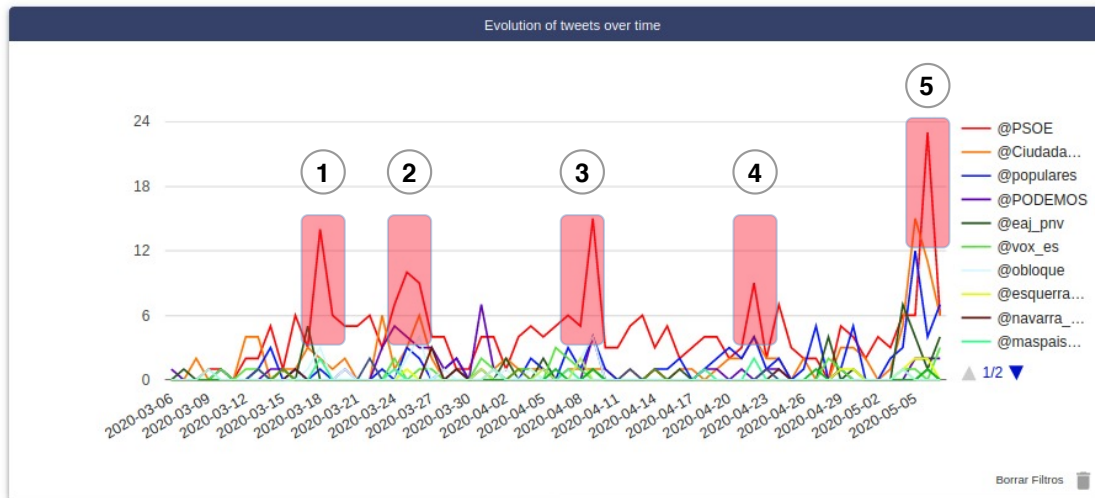 Evolution of tweets over time
5
1
2
3
4
24
18
12
6
0
@PSOE
@Ciudada...
@populares
@PODEMOS
@eaj_pnv
@vox_es
@obloque
@esquerra...
@navarra_...
@maspais...
1/2
2020-03-06
2020-03-09
2020-03-12
2020-03-15
2020-03-18
2020-03-21
2020-03-24
2020-03-27
2020-03-30
2020-04-02
2020-04-05
2020-04-08
2020-04-11
2020-04-14
2020-04-17
2020-04-20
2020-04-23
2020-04-26
2020-04-29
2020-05-02
2020-05-05
Borrar Filtros